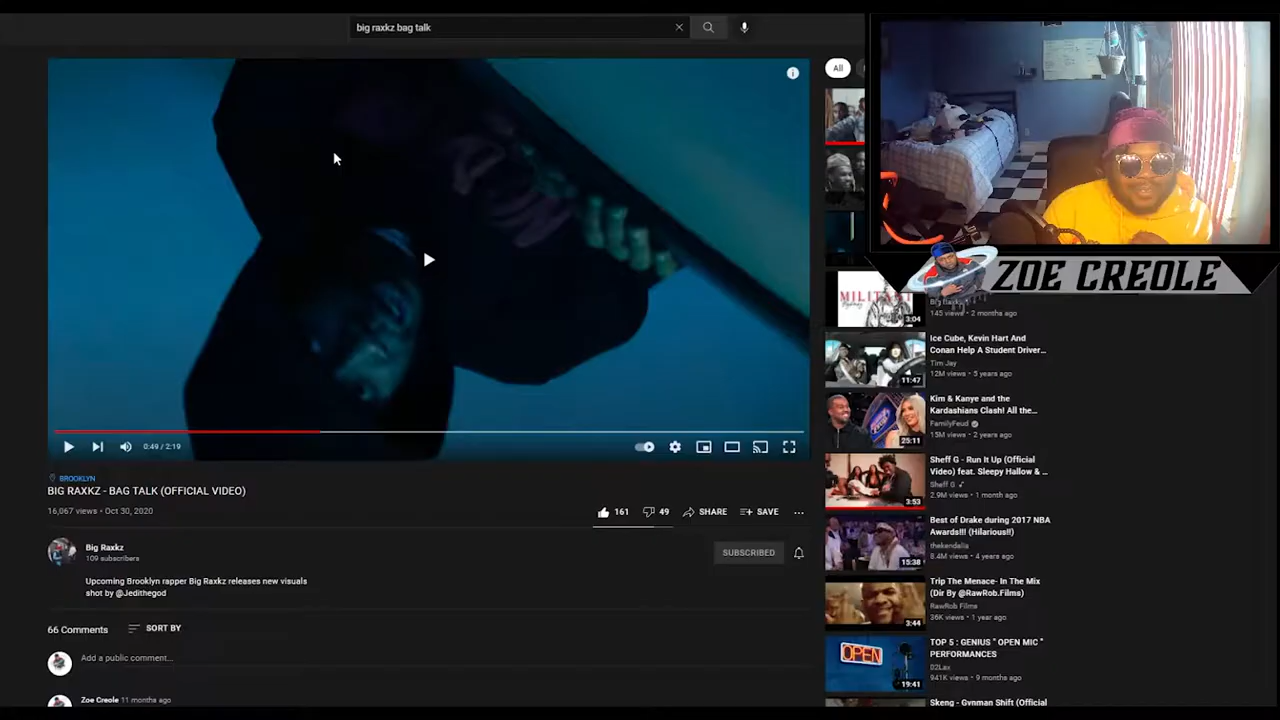 big raxkz bag talk
All
ZOE CREOLE
0:49 / 2:19
BROOKLYN
BIG RAXKZ - BAG TALK (OFFICIAL VIDEO)
16,067 views • Oct 30, 2020
161
49
SHARE
SAVE
Big Raxkz
109 subscribers
SUBSCRIBED
Upcoming Brooklyn rapper Big Raxkz releases new visuals
shot by @Jedithegod
66 Comments
SORT BY
Add a public comment...
Zoe Creole 11 months ago
3:04
145 views • 2 months ago
Ice Cube, Kevin Hart And
Conan Help A Student Driver...
Tim Jay
12M views • 5 years ago
11:47
Kim & Kanye and the
Kardashians Clash! All the...
FamilyFeud
15M views • 2 years ago
25:11
Sheff G - Run It Up (Official
Video) feat. Sleepy Hallow & ...
Sheff G
2.9M views • 1 month ago
3:53
Best of Drake during 2017 NBA
Awards!!! (Hilarious!!)
thekendalla
8.4M views • 4 years ago
15:38
Trip The Menace- In The Mix
(Dir By @RawRob.Films)
RawRob Films
36K views • 1 year ago
3:44
TOP 5 : GENIUS " OPEN MIC "
PERFORMANCES
02Lax
941K views • 9 months ago
OPEN
19:41
Skeng - Gvnman Shift (Official